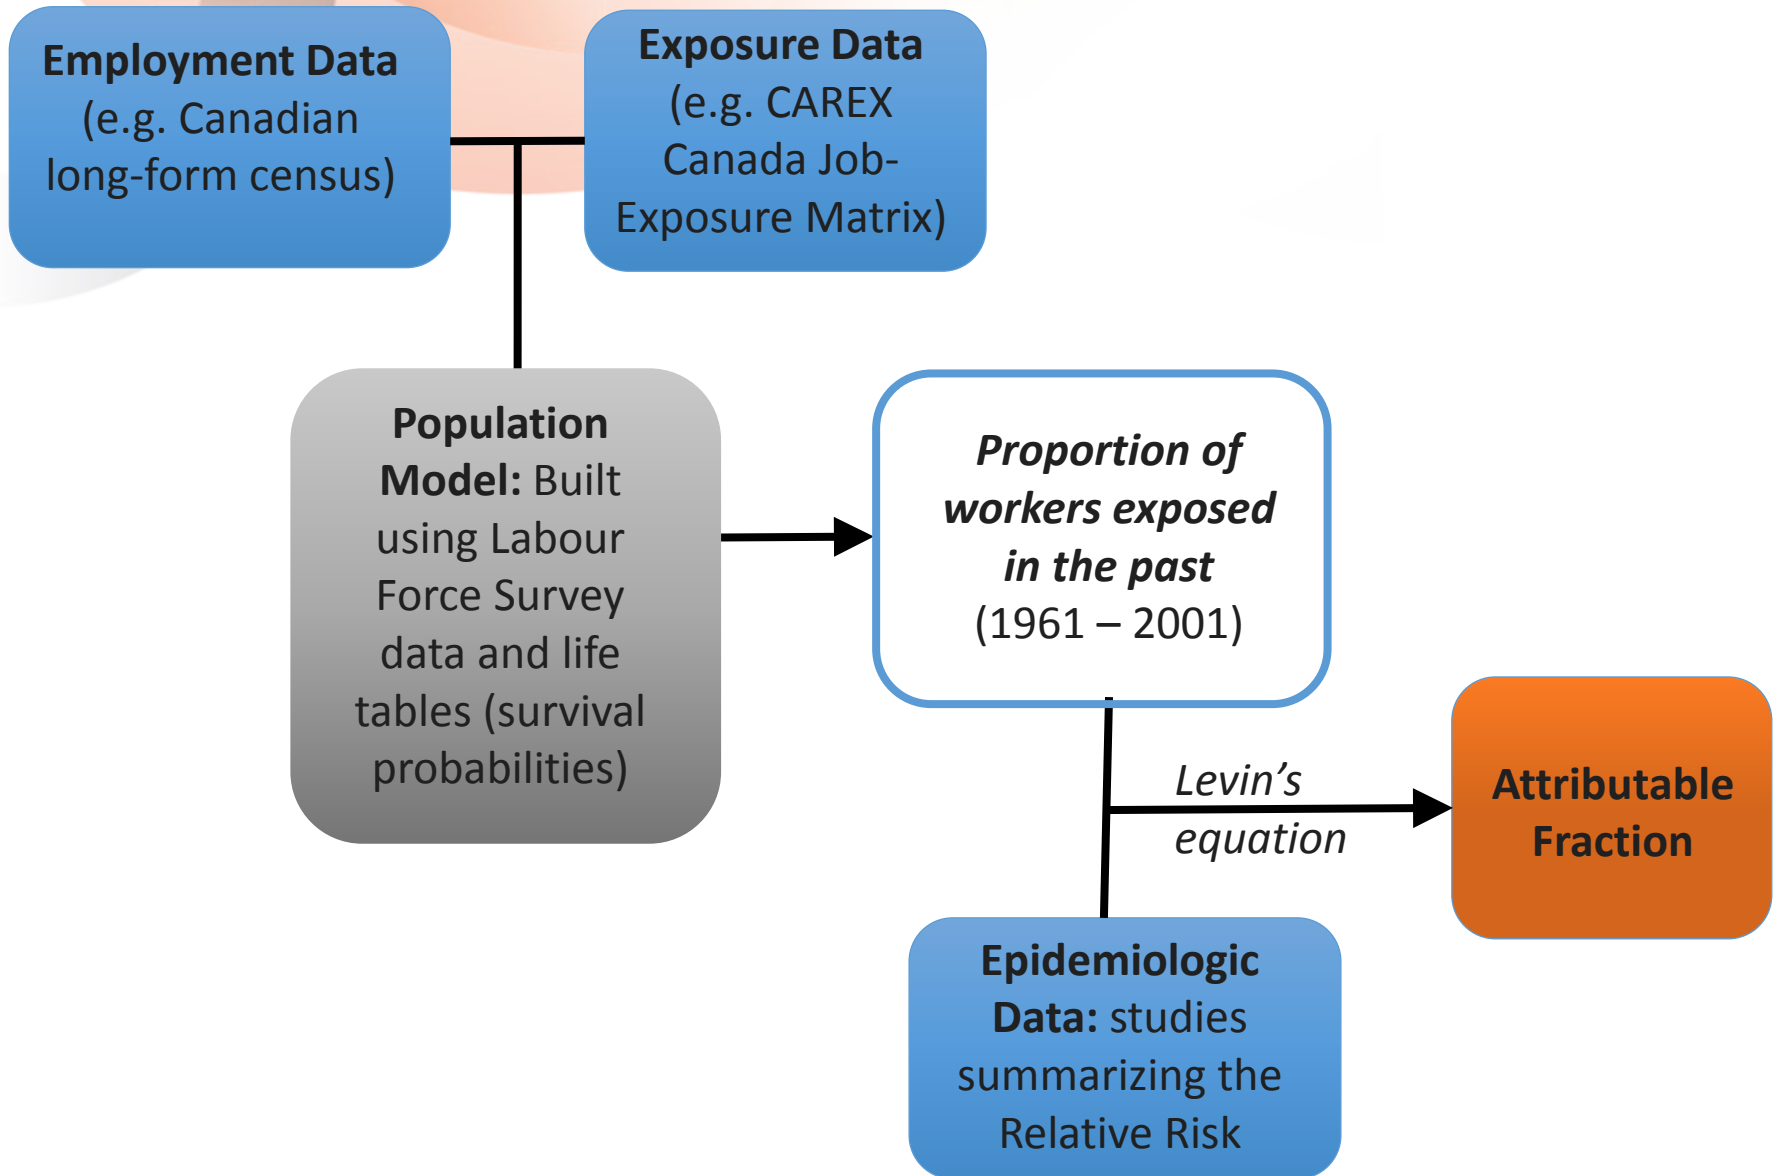 Employment Data
(e.g. Canadian
long-form census)
Exposure Data
(e.g. CAREX
Canada Job-
Exposure Matrix)
Population
Model: Built
using Labour
Force Survey
data and life
tables (survival
probabilities)
Proportion of
workers exposed
in the past
(1961 – 2001)
Levin's
equation
Attributable
Fraction
Epidemiologic
Data: studies
summarizing the
Relative Risk